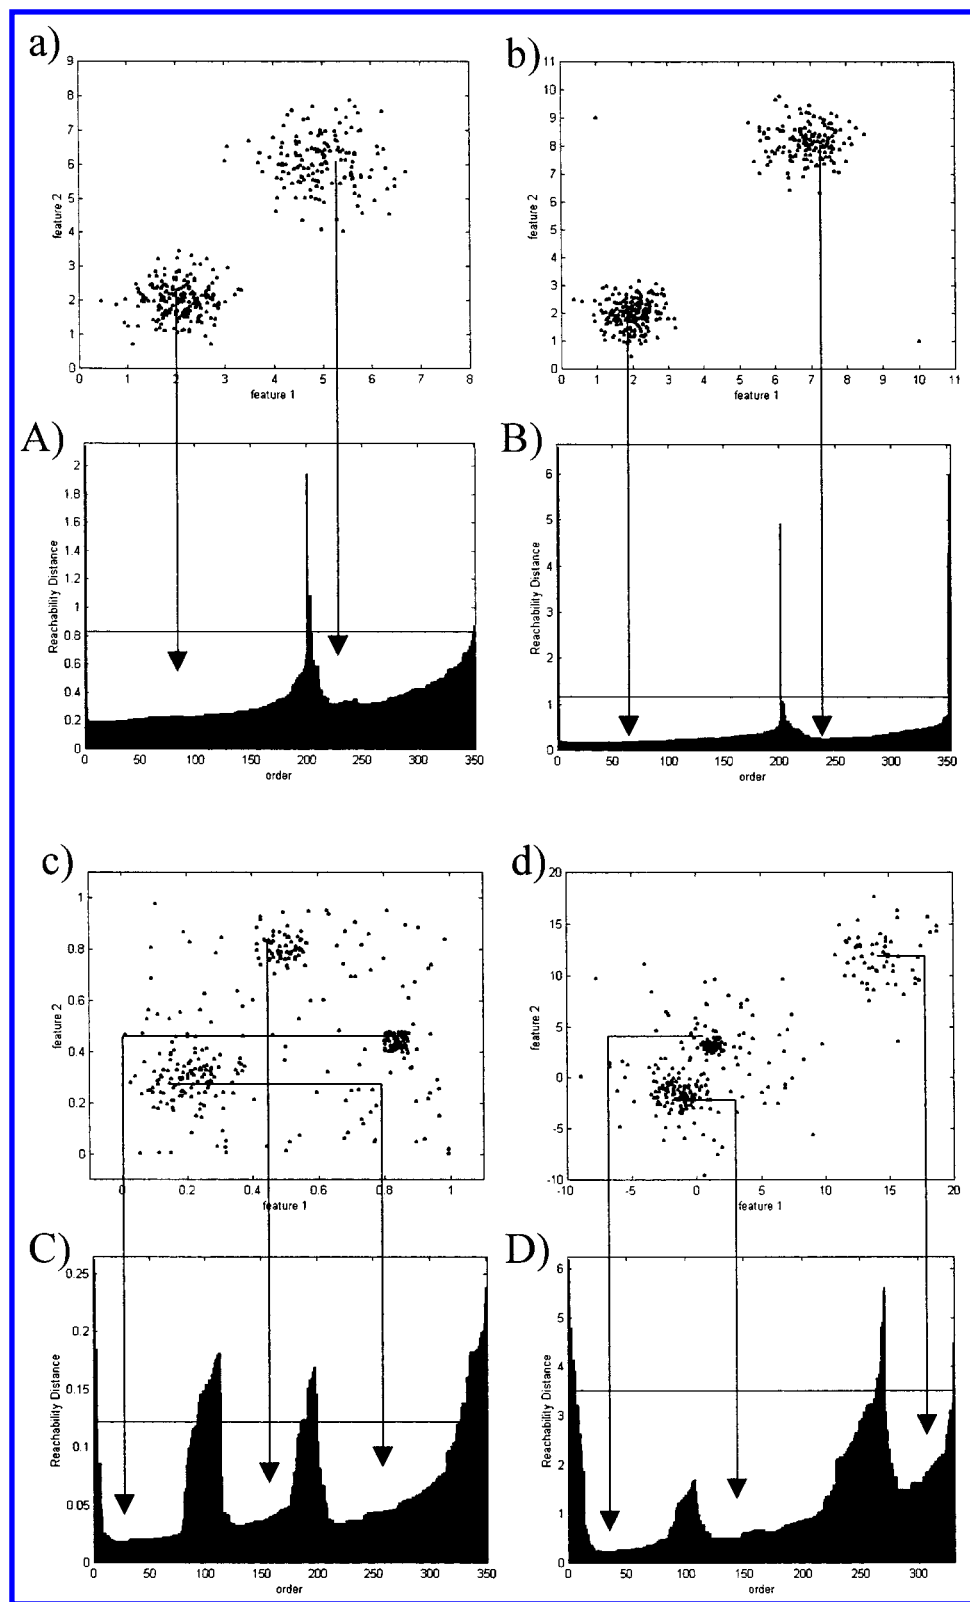 a)
9
8
7
6
5
4
3
2
1
0
feature 2
0 1 2 3 4 5 6 7 8
feature 1
b)
11
10
9
8
7
6
5
4
3
2
1
0
feature 2
0 1 2 3 4 5 6 7 8 9 10 11
feature 1
A)
2
1.8
1.6
1.4
1.2
1
0.8
0.6
0.4
0.2
0
Reachability Distance
0 50 100 150 200 250 300 350
order
B)
6
5
4
3
2
1
0
Reachability Distance
0 50 100 150 200 250 300 350
order
c)
1
0.8
0.6
0.4
0.2
0
feature 2
0 0.2 0.4 0.6 0.8 1
feature 1
d)
20
15
10
5
0
-5
-10
feature 2
-10 -5 0 5 10 15 20
feature 1
C)
0.25
0.2
0.15
0.1
0.05
0
Reachability Distance
0 50 100 150 200 250 300 350
order
D)
6
5
4
3
2
1
0
Reachability Distance
0 50 100 150 200 250 300
order